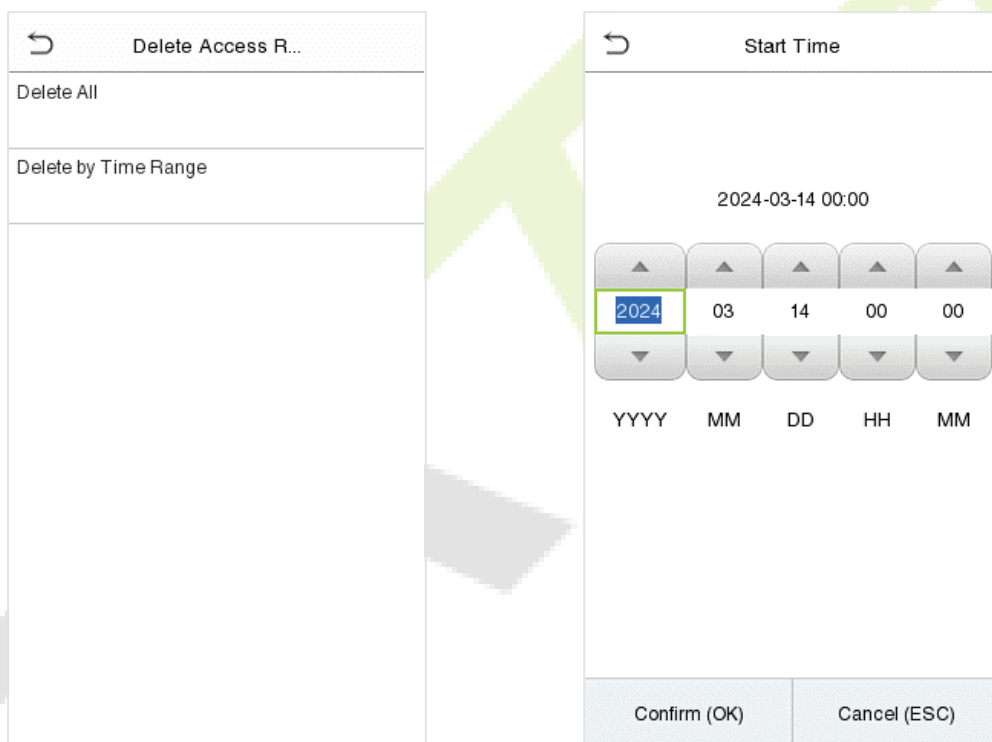 Delete Access R...
Delete All
Delete by Time Range
Start Time
2024-03-14 00:00
2024 03 14 00 00
YYYY MM DD HH MM
Confirm (OK) Cancel (ESC)